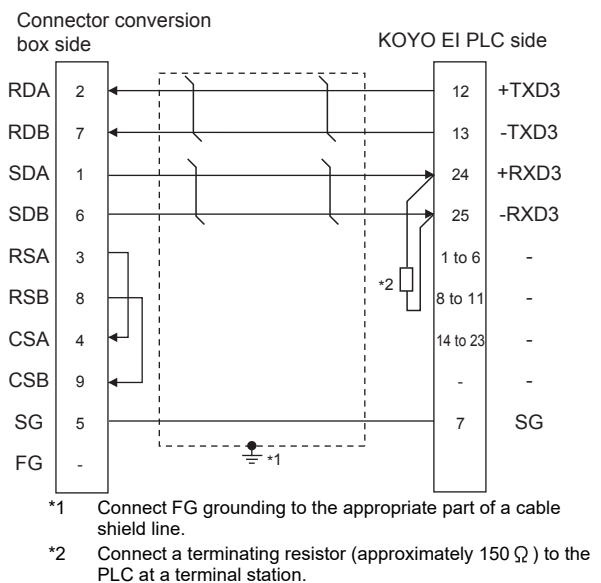 Connector conversion
box side
KOYO EI PLC side
RDA 2 12 +TXD3
RDB 7 13 -TXD3
SDA 1 24 +RXD3
SDB 6 25 -RXD3
RSA 3 1 to 6 -
*2
RSB 8 8 to 11 -
CSA 4 14 to 23 -
CSB 9 - -
SG 5 7 SG
FG -
*1
*1 Connect FG grounding to the appropriate part of a cable
shield line.
*2 Connect a terminating resistor (approximately 150 Ω ) to the
PLC at a terminal station.